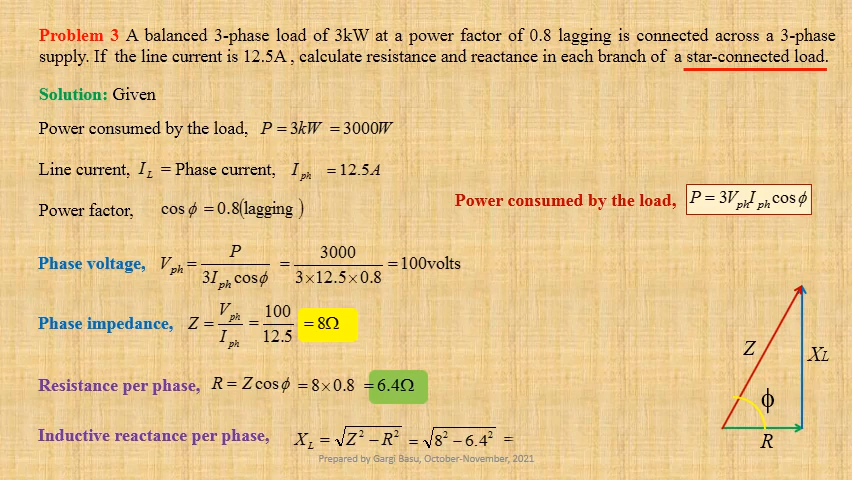 Problem 3 A balanced 3-phase load of 3kW at a power factor of 0.8 lagging is connected across a 3-phase
supply. If the line current is 12.5A , calculate resistance and reactance in each branch of a star-connected load.
Solution: Given
Power consumed by the load, P = 3kW = 3000W
Line current, I_L = Phase current, I_ph = 12.5A
Power factor, cos ϕ = 0.8(lagging )
Power consumed by the load, P = 3V_ph I_ph cos ϕ
Phase voltage, V_ph = P / (3I_ph cos ϕ) = 3000 / (3×12.5×0.8) = 100volts
Phase impedance, Z = V_ph / I_ph = 100 / 12.5 = 8Ω
Resistance per phase, R = Z cos ϕ = 8×0.8 = 6.4Ω
Inductive reactance per phase, X_L = √(Z² − R²) = √(8² − 6.4²) =
Z
X_L
ϕ
R
Prepared by Gargi Basu, October-November, 2021